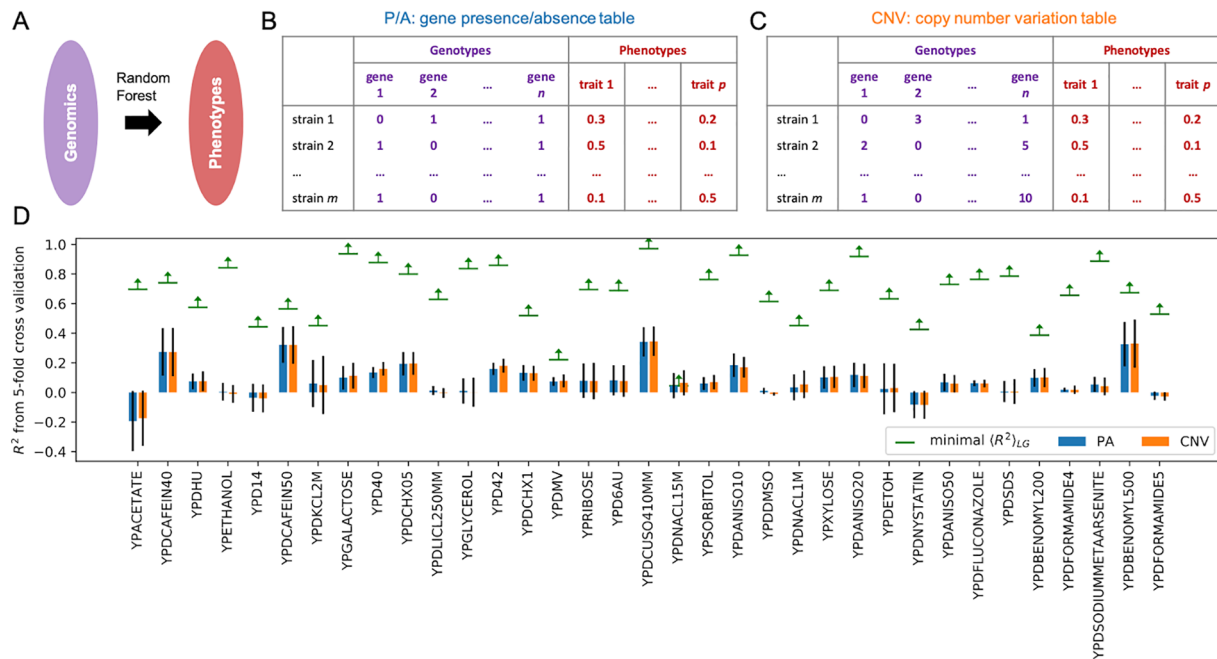 A
Genomics
Random
Forest
Phenotypes
B
P/A: gene presence/absence table
Genotypes Phenotypes
gene 1 gene 2 ... gene n trait 1 ... trait p
strain 1 0 1 ... 1 0.3 ... 0.2
strain 2 1 0 ... 1 0.5 ... 0.1
... ... ... ... ... ...
strain m 1 0 ... 1 0.1 ... 0.5
C
CNV: copy number variation table
Genotypes Phenotypes
gene 1 gene 2 ... gene n trait 1 ... trait p
strain 1 0 3 ... 1 0.3 ... 0.2
strain 2 2 0 ... 5 0.5 ... 0.1
... ... ... ... ... ...
strain m 1 0 ... 10 0.1 ... 0.5
D
R² from 5-fold cross validation
1.0
0.8
0.6
0.4
0.2
0.0
−0.2
−0.4
minimal ⟨R²⟩LG PA CNV
YPACETATE
YPDCAFEIN40
YPDHU
YPETHANOL
YPD14
YPDCAFEIN50
YPDKCL2M
YPGALACTOSE
YPD40
YPDCHX05
YPDLICL250MM
YPGLYCEROL
YPD42
YPDCHX1
YPDMV
YPRIBOSE
YPD6AU
YPDCUSO410MM
YPDNACL15M
YPSORBITOL
YPDANISO10
YPDDMSO
YPDNACL1M
YPXYLOSE
YPDANISO20
YPDETOH
YPDNYSTATIN
YPDANISO50
YPDFLUCONAZOLE
YPDSDS
YPDBENOMYL200
YPDFORMAMIDE4
YPDSODIUMMETAARSENITE
YPDBENOMYL500
YPDFORMAMIDE5